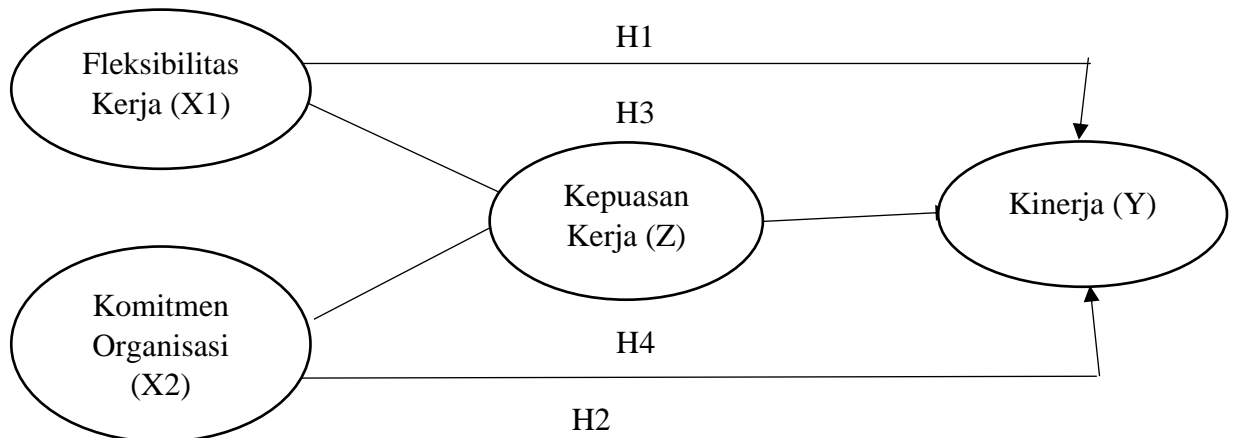 H1
Fleksibilitas
Kerja (X1)
H3
Kepuasan
Kerja (Z)
Kinerja (Y)
Komitmen
Organisasi
(X2)
H4
H2